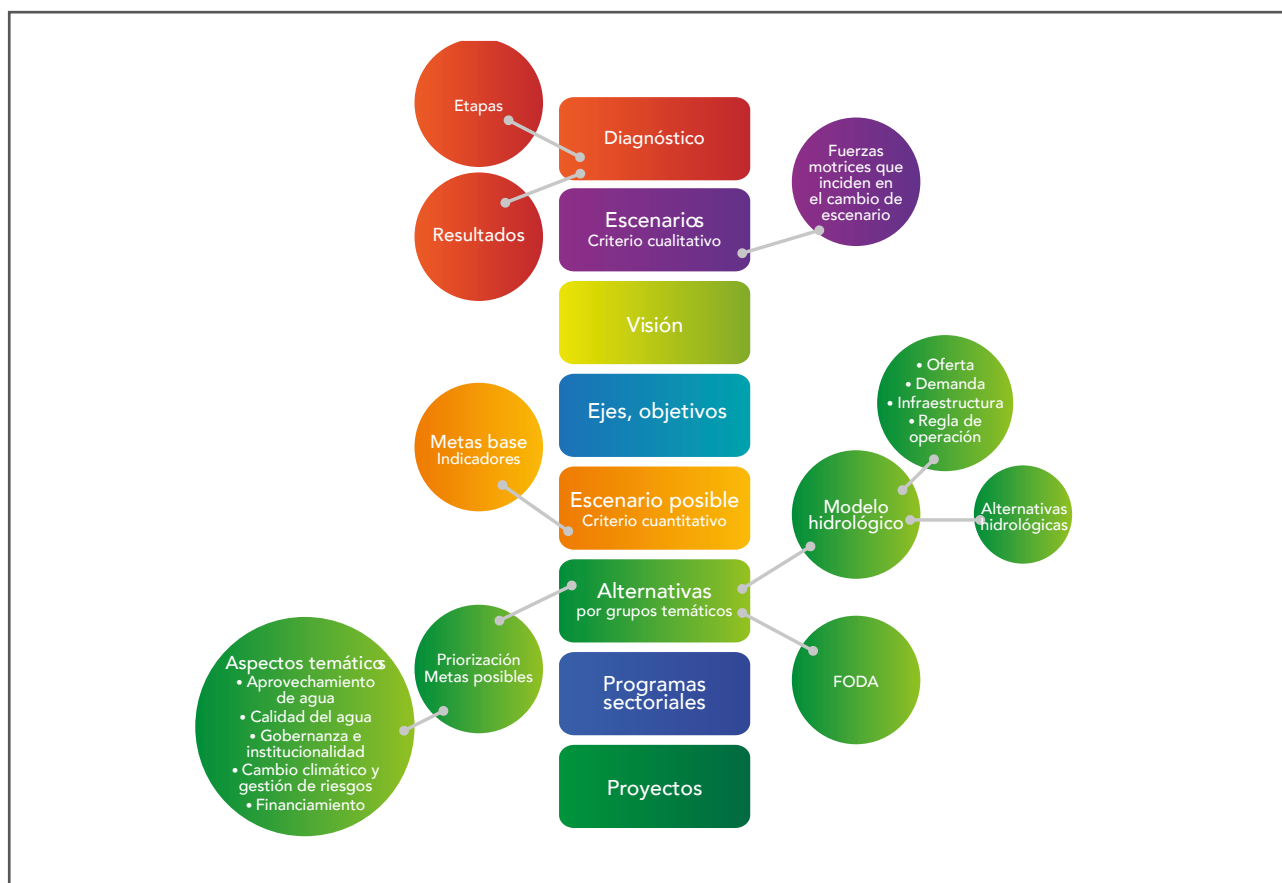 Etapas
Diagnóstico
Resultados
Escenarios
Criterio cualitativo
Fuerzas
motrices que
inciden en
el cambio de
escenario
Visión
Ejes, objetivos
Metas base
Indicadores
Escenario posible
Criterio cuantitativo
• Oferta
• Demanda
• Infraestructura
• Regla de
operación
Modelo
hidrológico
Alternativas
hidrológicas
Alternativas
por grupos temáticos
Priorización
Metas posibles
Aspectos temáticos
• Aprovechamiento
de agua
• Calidad del agua
• Gobernanza e
institucionalidad
• Cambio climático y
gestión de riesgos
• Financiamiento
FODA
Programas
sectoriales
Proyectos